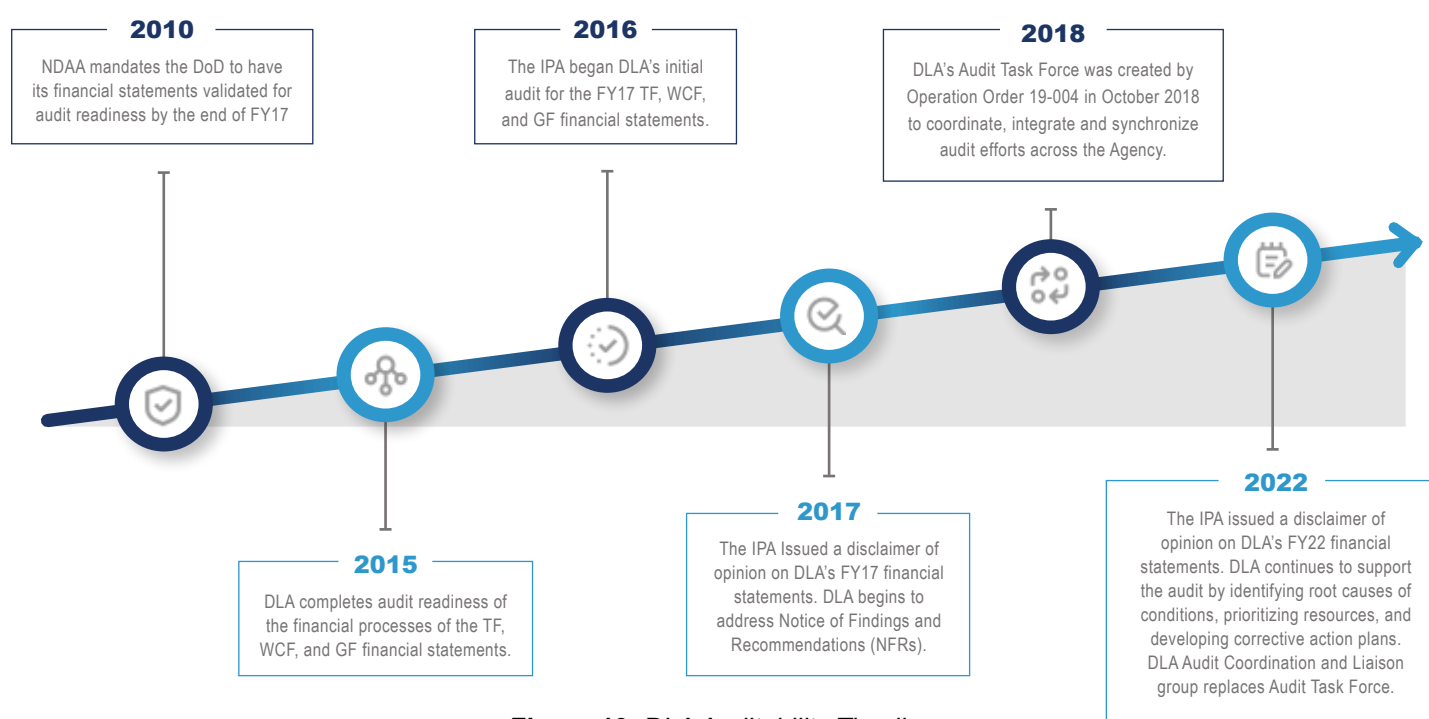 2010
NDAA mandates the DoD to have
its financial statements validated for
audit readiness by the end of FY17
2015
DLA completes audit readiness of
the financial processes of the TF,
WCF, and GF financial statements.
2016
The IPA began DLA's initial
audit for the FY17 TF, WCF,
and GF financial statements.
2017
The IPA Issued a disclaimer of
opinion on DLA's FY17 financial
statements. DLA begins to
address Notice of Findings and
Recommendations (NFRs).
2018
DLA's Audit Task Force was created by
Operation Order 19-004 in October 2018
to coordinate, integrate and synchronize
audit efforts across the Agency.
2022
The IPA issued a disclaimer of
opinion on DLA's FY22 financial
statements. DLA continues to support
the audit by identifying root causes of
conditions, prioritizing resources, and
developing corrective action plans.
DLA Audit Coordination and Liaison
group replaces Audit Task Force.